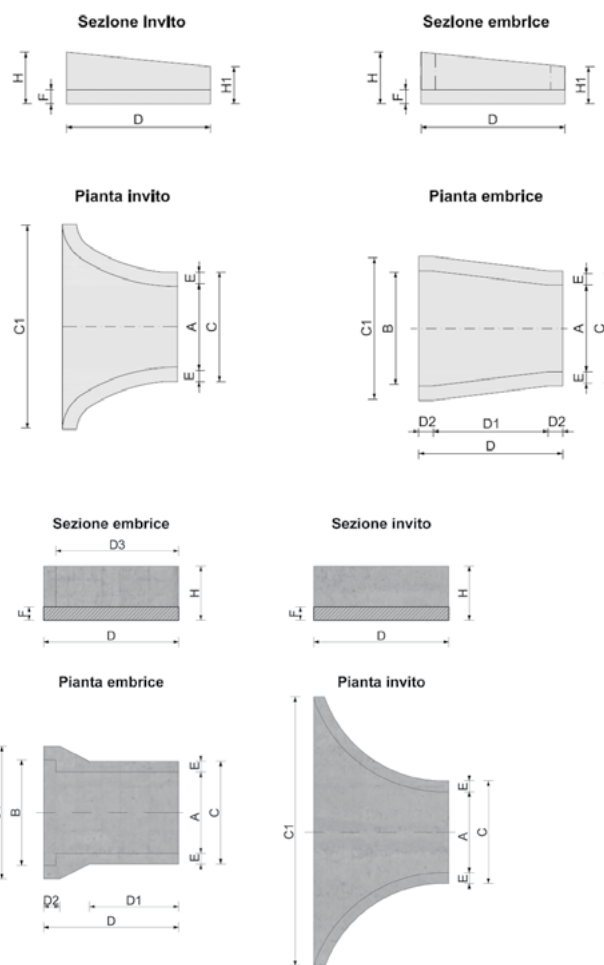 Sezione invito
Sezione embrice
H
F
H1
D
H
F
H1
D
Pianta invito
Pianta embrice
C1
E
A
E
C
C1
B
E
A
E
C
D2
D1
D2
D
D
Sezione embrice
Sezione invito
D3
F
H
D
F
H
D
Pianta embrice
Pianta invito
B
E
A
E
C
D2
D1
D
C1
E
A
E
C